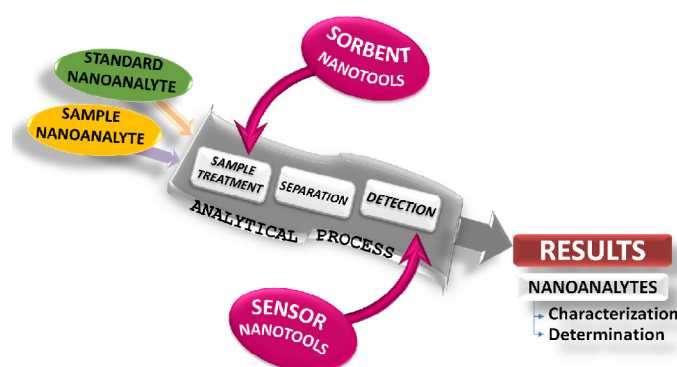 SORBENT
NANOTOOLS
STANDARD
NANOANALYTE
SAMPLE
NANOANALYTE
SAMPLE
TREATMENT
SEPARATION
DETECTION
ANALYTICAL PROCESS
RESULTS
NANOANALYTES
Characterization
Determination
SENSOR
NANOTOOLS